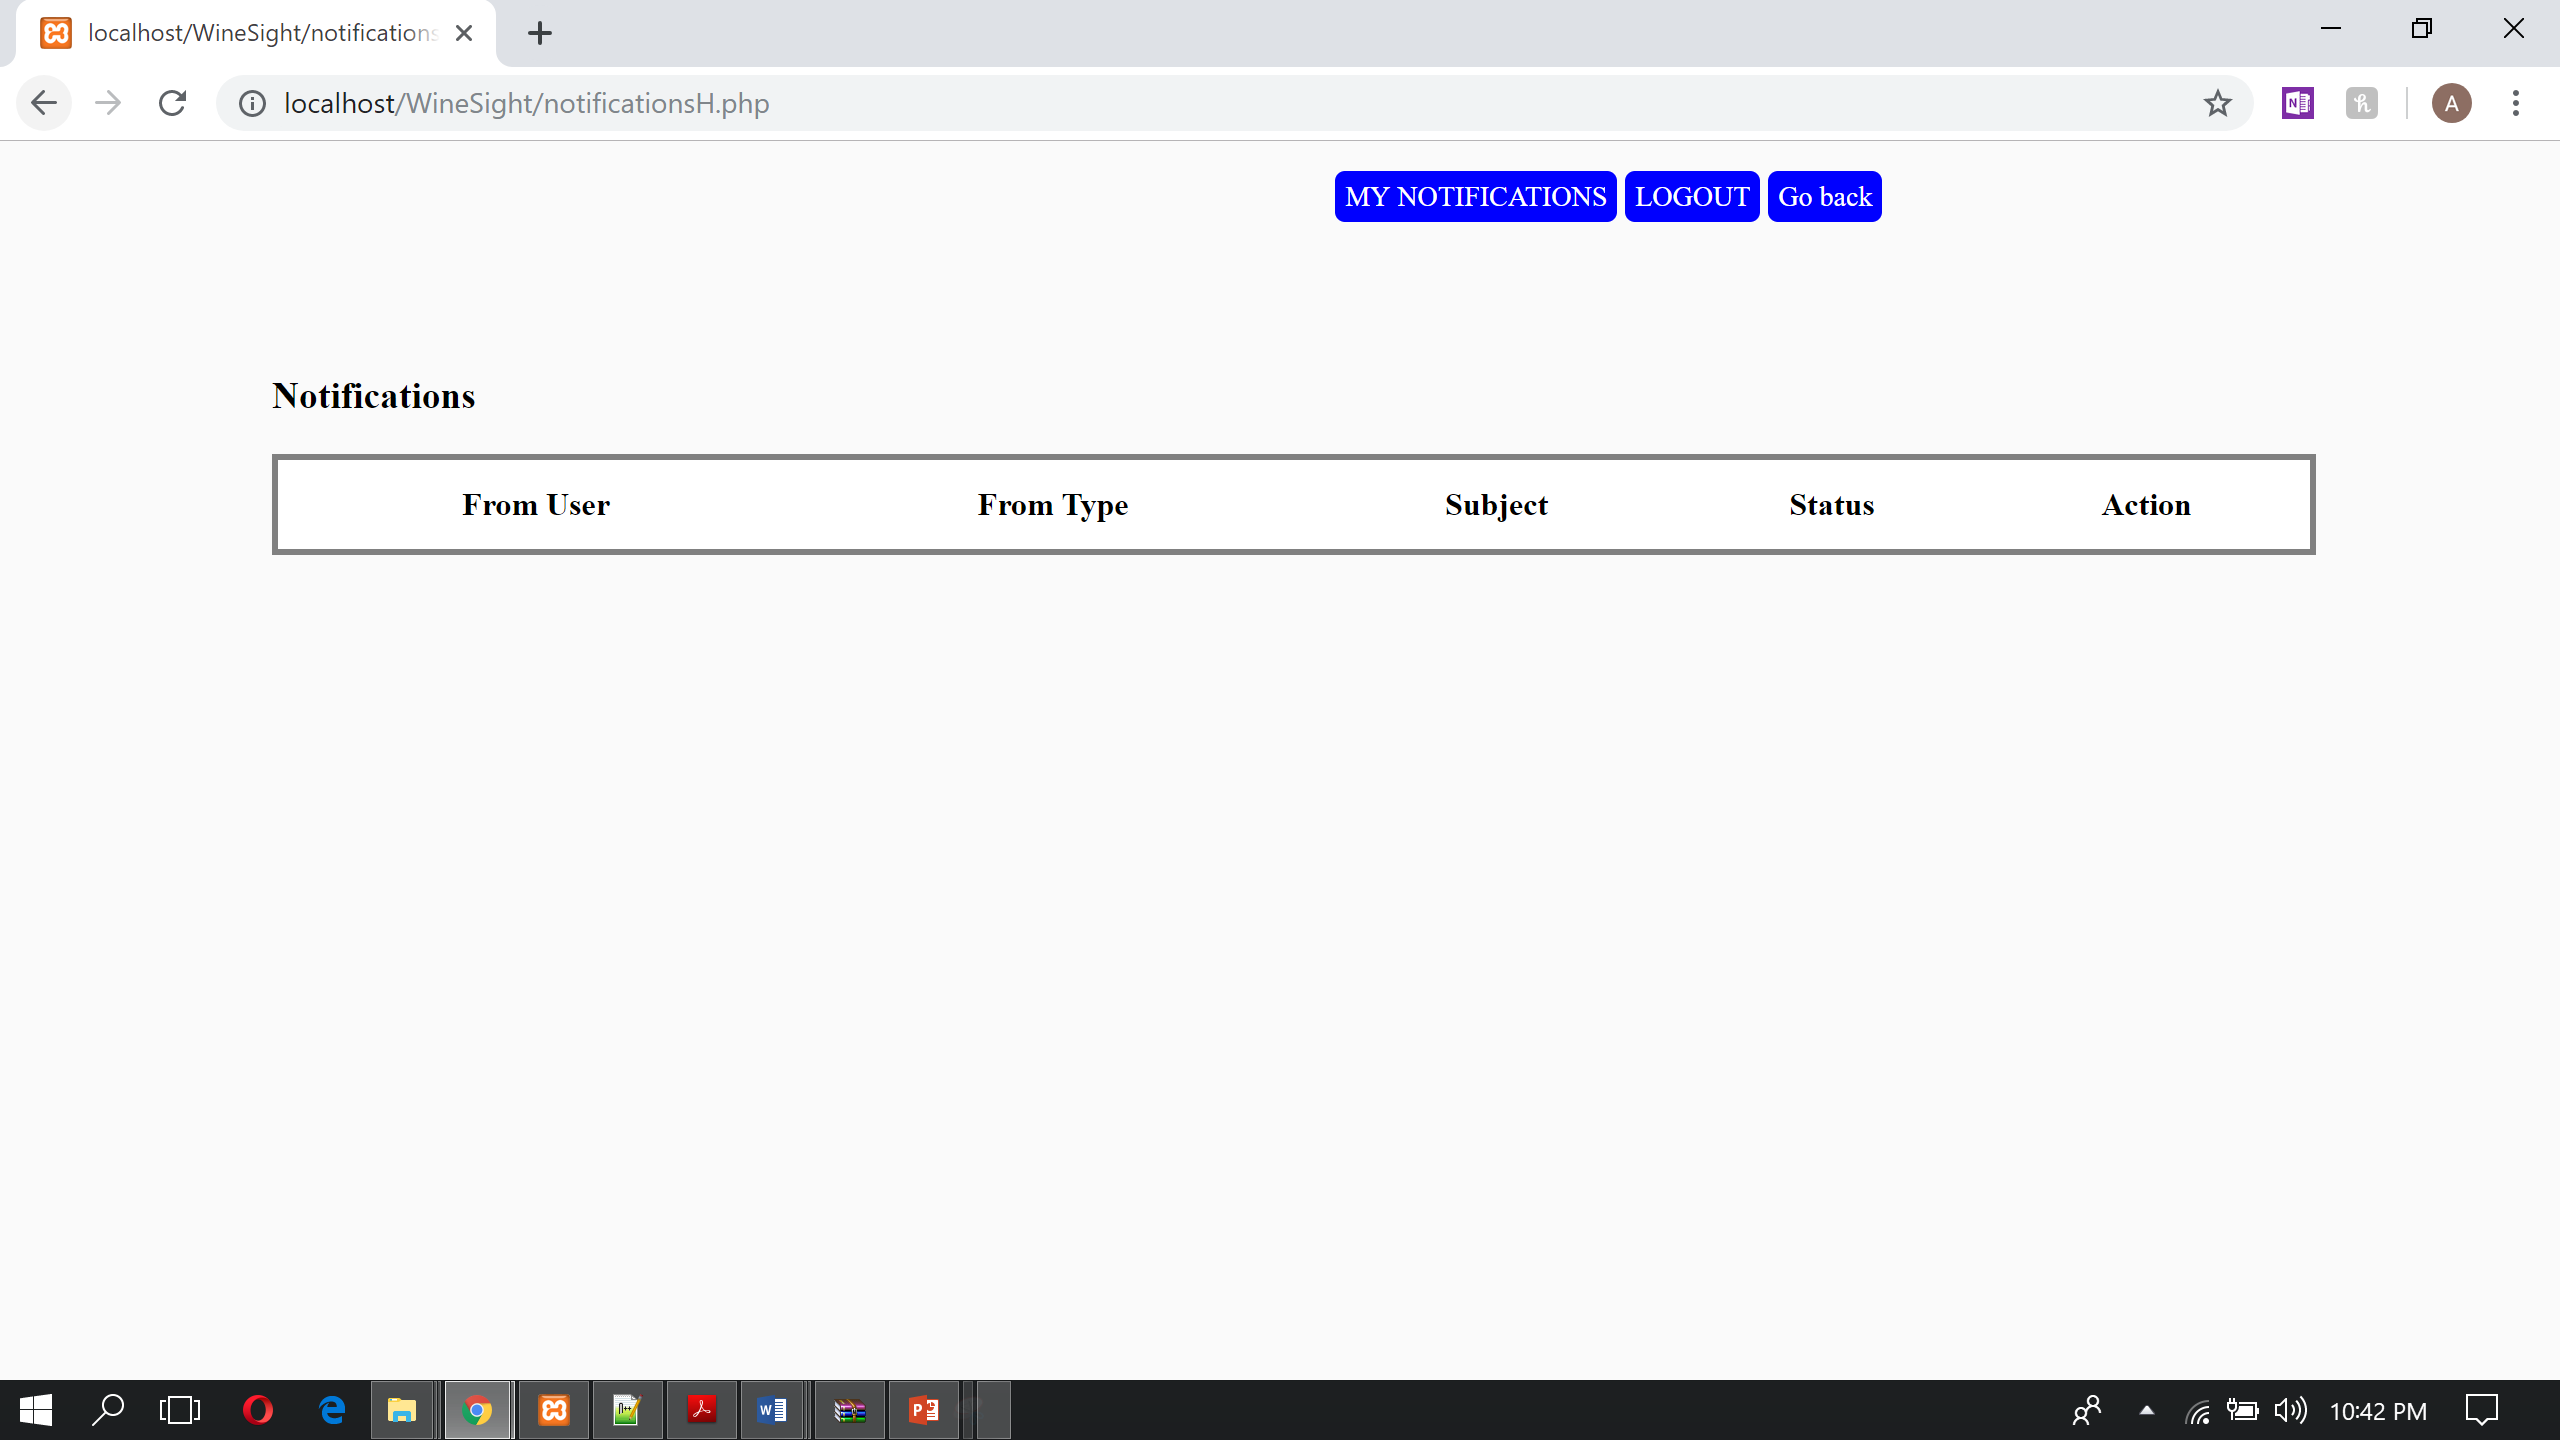 localhost/WineSight/notifications
localhost/WineSight/notificationsH.php
A
MY NOTIFICATIONS LOGOUT Go back
Notifications
From User From Type Subject Status Action
10:42 PM